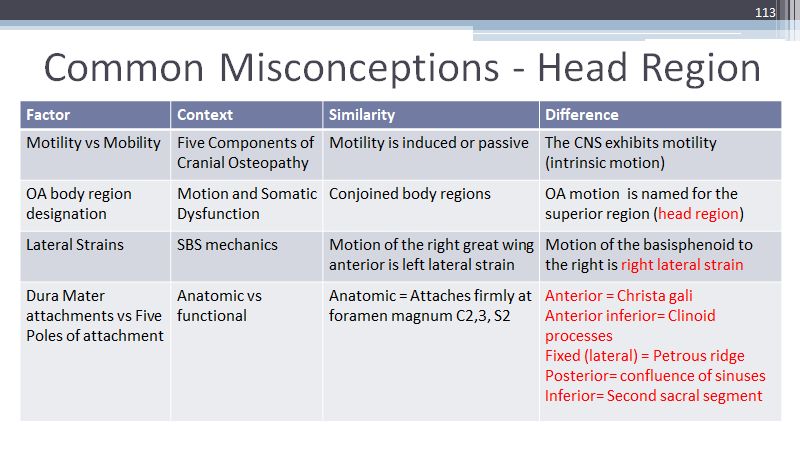 113
Common Misconceptions - Head Region
Factor
Context
Similarity
Difference
Motility vs Mobility
Five Components of
Cranial Osteopathy
Motility is induced or passive
The CNS exhibits motility
(intrinsic motion)
OA body region
designation
Motion and Somatic
Dysfunction
Conjoined body regions
OA motion is named for the
superior region (head region)
Lateral Strains
SBS mechanics
Motion of the right great wing
anterior is left lateral strain
Motion of the basisphenoid to
the right is right lateral strain
Dura Mater
attachments vs Five
Poles of attachment
Anatomic vs
functional
Anatomic = Attaches firmly at
foramen magnum C2,3, S2
Anterior = Christa gali
Anterior inferior= Clinoid
processes
Fixed (lateral) = Petrous ridge
Posterior= confluence of sinuses
Inferior= Second sacral segment